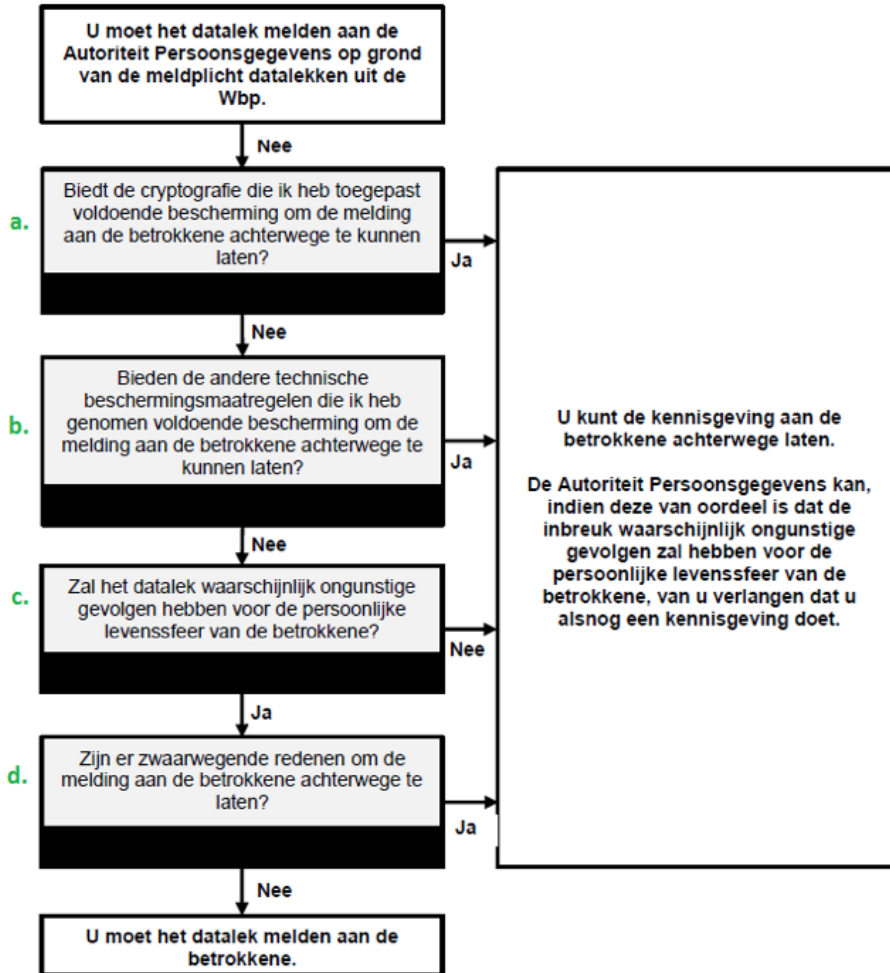 U moet het datalek melden aan de
Autoriteit Persoonsgegevens op grond
van de meldplicht datalekken uit de
Wbp.
Nee
a.
Biedt de cryptografie die ik heb toegepast
voldoende bescherming om de melding
aan de betrokkene achterwege te kunnen
laten?
Ja
Nee
b.
Bieden de andere technische
beschermingsmaatregelen die ik heb
genomen voldoende bescherming om de
melding aan de betrokkene achterwege te
kunnen laten?
Ja
Nee
c.
Zal het datalek waarschijnlijk ongunstige
gevolgen hebben voor de persoonlijke
levenssfeer van de betrokkene?
Nee
Ja
d.
Zijn er zwaarwegende redenen om de
melding aan de betrokkene achterwege te
laten?
Ja
Nee
U moet het datalek melden aan de
betrokkene.
U kunt de kennisgeving aan de
betrokkene achterwege laten.
De Autoriteit Persoonsgegevens kan,
indien deze van oordeel is dat de
inbreuk waarschijnlijk ongunstige
gevolgen zal hebben voor de
persoonlijke levenssfeer van de
betrokkene, van u verlangen dat u
alsnog een kennisgeving doet.